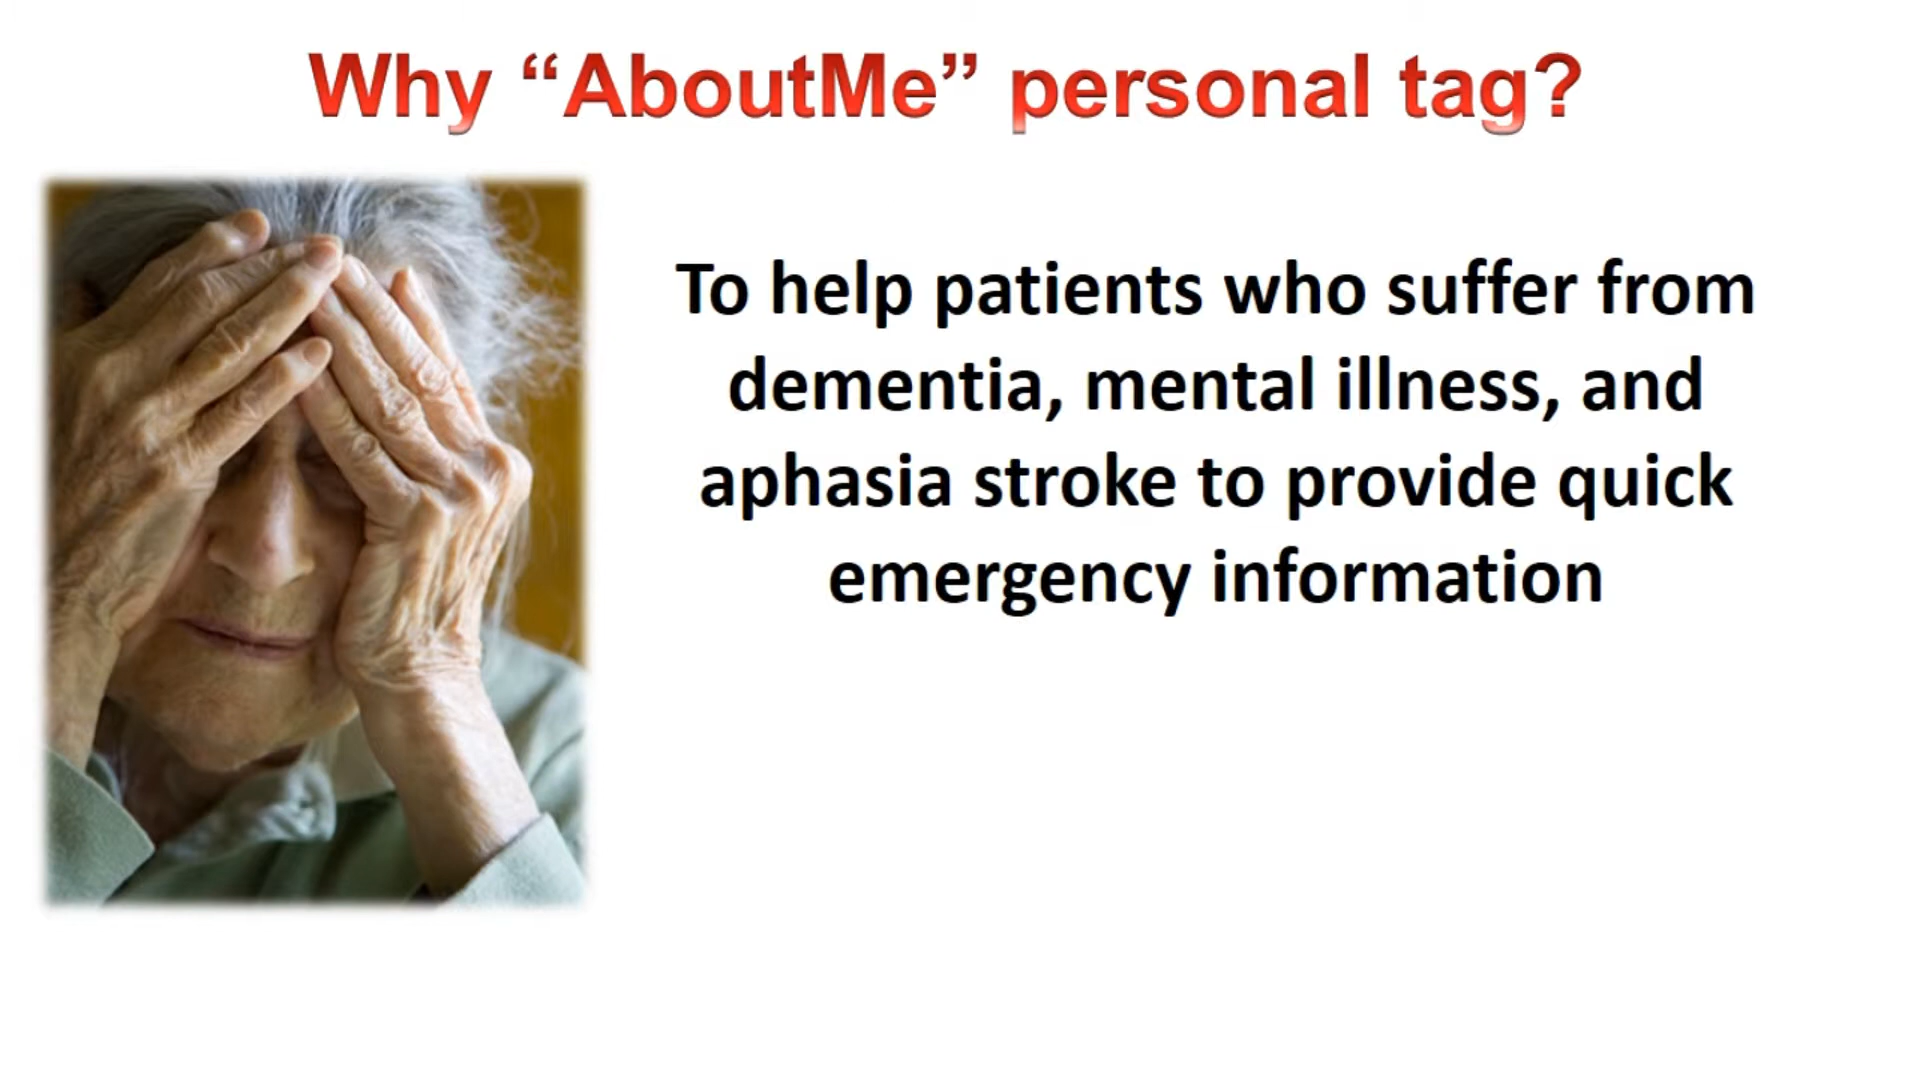 Why “AboutMe” personal tag?
To help patients who suffer from
dementia, mental illness, and
aphasia stroke to provide quick
emergency information